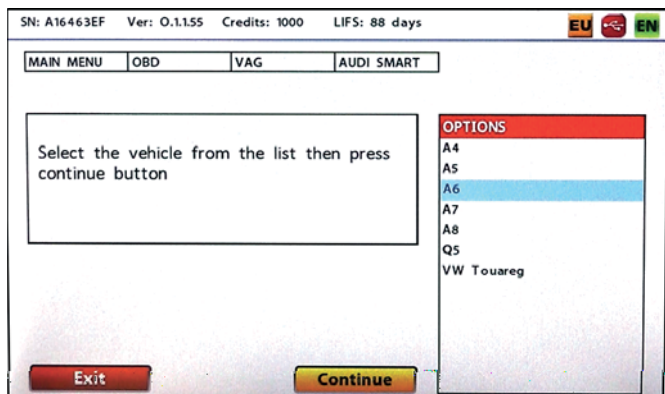 SN: A16463EF Ver: 0.1.1.55 Credits: 1000 LIFS: 88 days EU EN
MAIN MENU OBD VAG AUDI SMART
Select the vehicle from the list then press
continue button
OPTIONS
A4
A5
A6
A7
A8
Q5
VW Touareg
Exit Continue